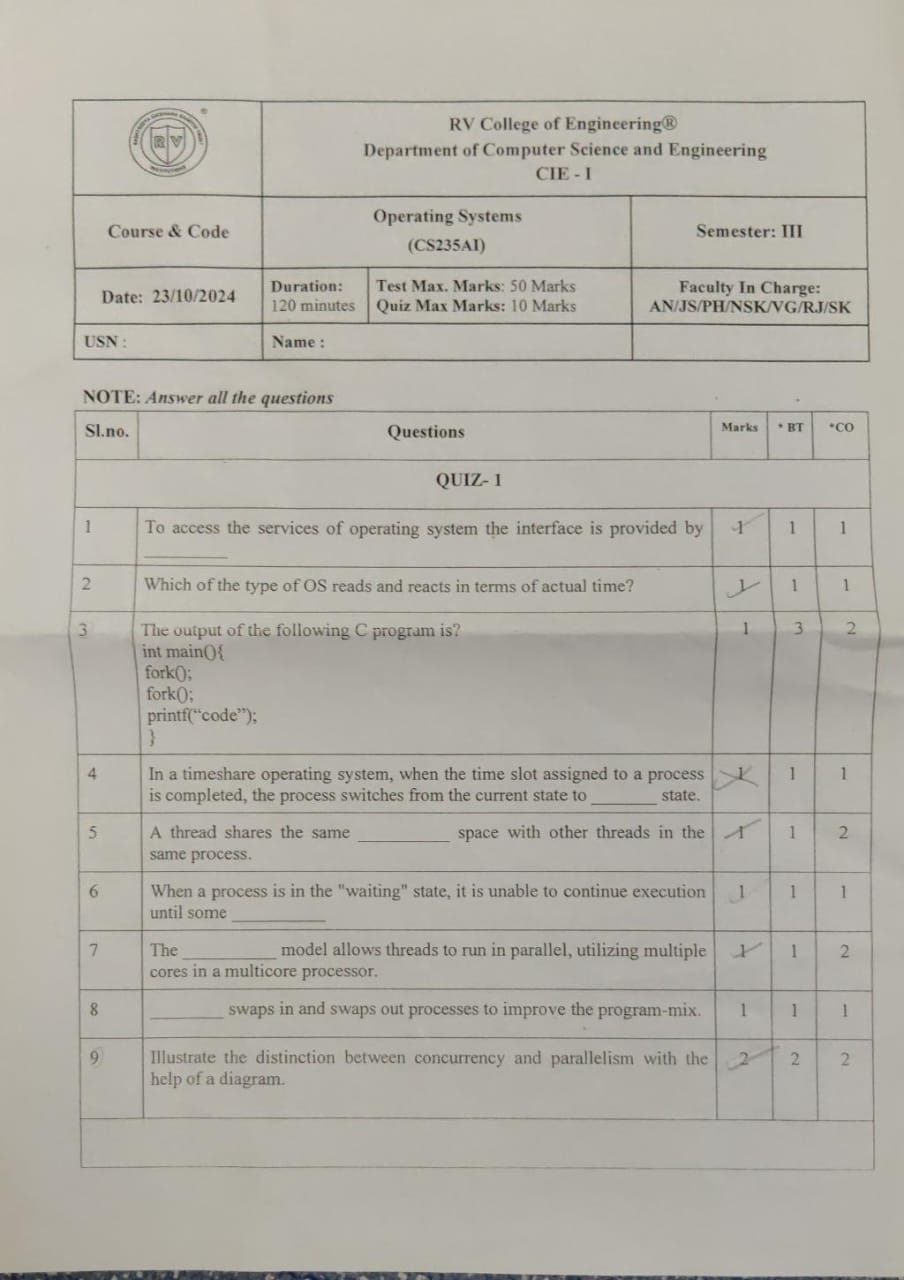 RV
INSTITUTIONS
RV College of Engineering®
Department of Computer Science and Engineering
CIE - I
Course & Code
Operating Systems
(CS235AI)
Semester: III
Date: 23/10/2024
Duration:
120 minutes
Test Max. Marks: 50 Marks
Quiz Max Marks: 10 Marks
Faculty In Charge:
AN/JS/PH/NSK/VG/RJ/SK
USN :
Name :
NOTE: Answer all the questions
Sl.no. Questions Marks * BT *CO
QUIZ- 1
1 To access the services of operating system the interface is provided by 1 1 1
__________
2 Which of the type of OS reads and reacts in terms of actual time? 1 1 1
3 The output of the following C program is? 1 3 2
int main(){
fork();
fork();
printf(“code”);
}
4 In a timeshare operating system, when the time slot assigned to a process 1 1 1
is completed, the process switches from the current state to _______ state.
5 A thread shares the same __________ space with other threads in the 1 1 2
same process.
6 When a process is in the "waiting" state, it is unable to continue execution 1 1 1
until some __________
7 The __________ model allows threads to run in parallel, utilizing multiple 1 1 2
cores in a multicore processor.
8 ________ swaps in and swaps out processes to improve the program-mix. 1 1 1
9 Illustrate the distinction between concurrency and parallelism with the 2 2 2
help of a diagram.